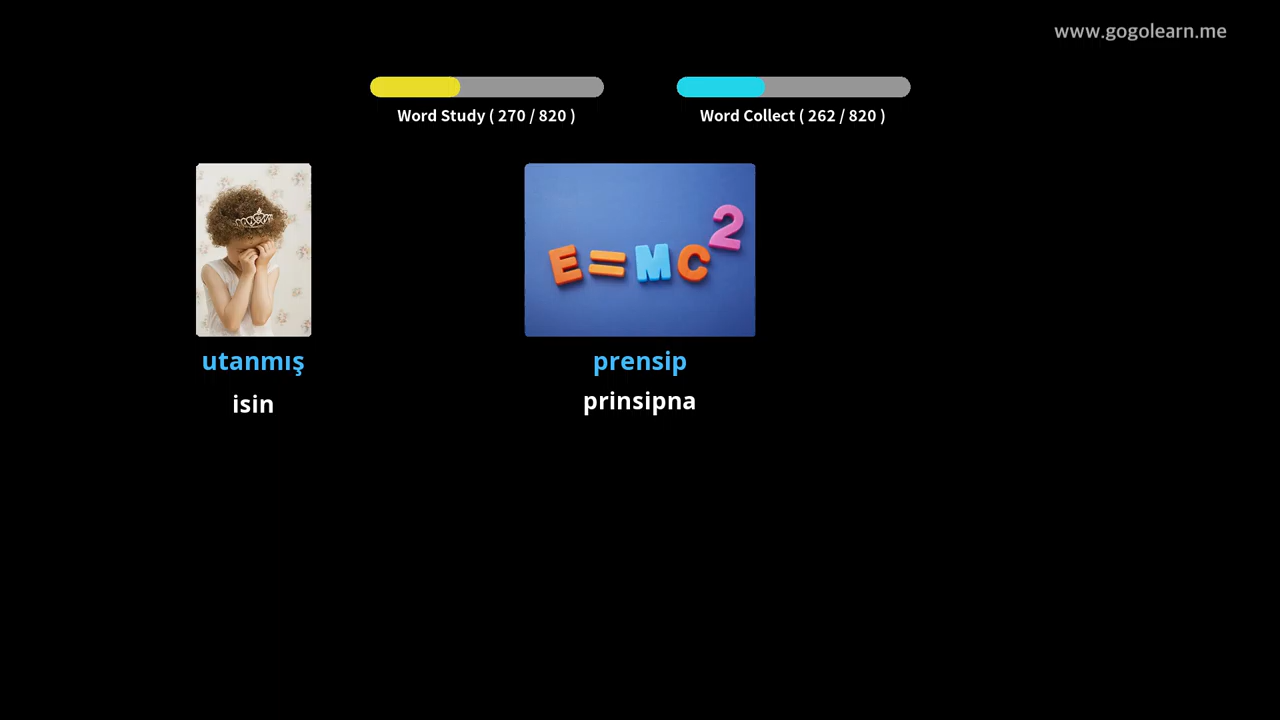 www.gogolearn.me
Word Study ( 270 / 820 )
Word Collect ( 262 / 820 )
E=MC2
utanmış
prensip
isin
prinsipna